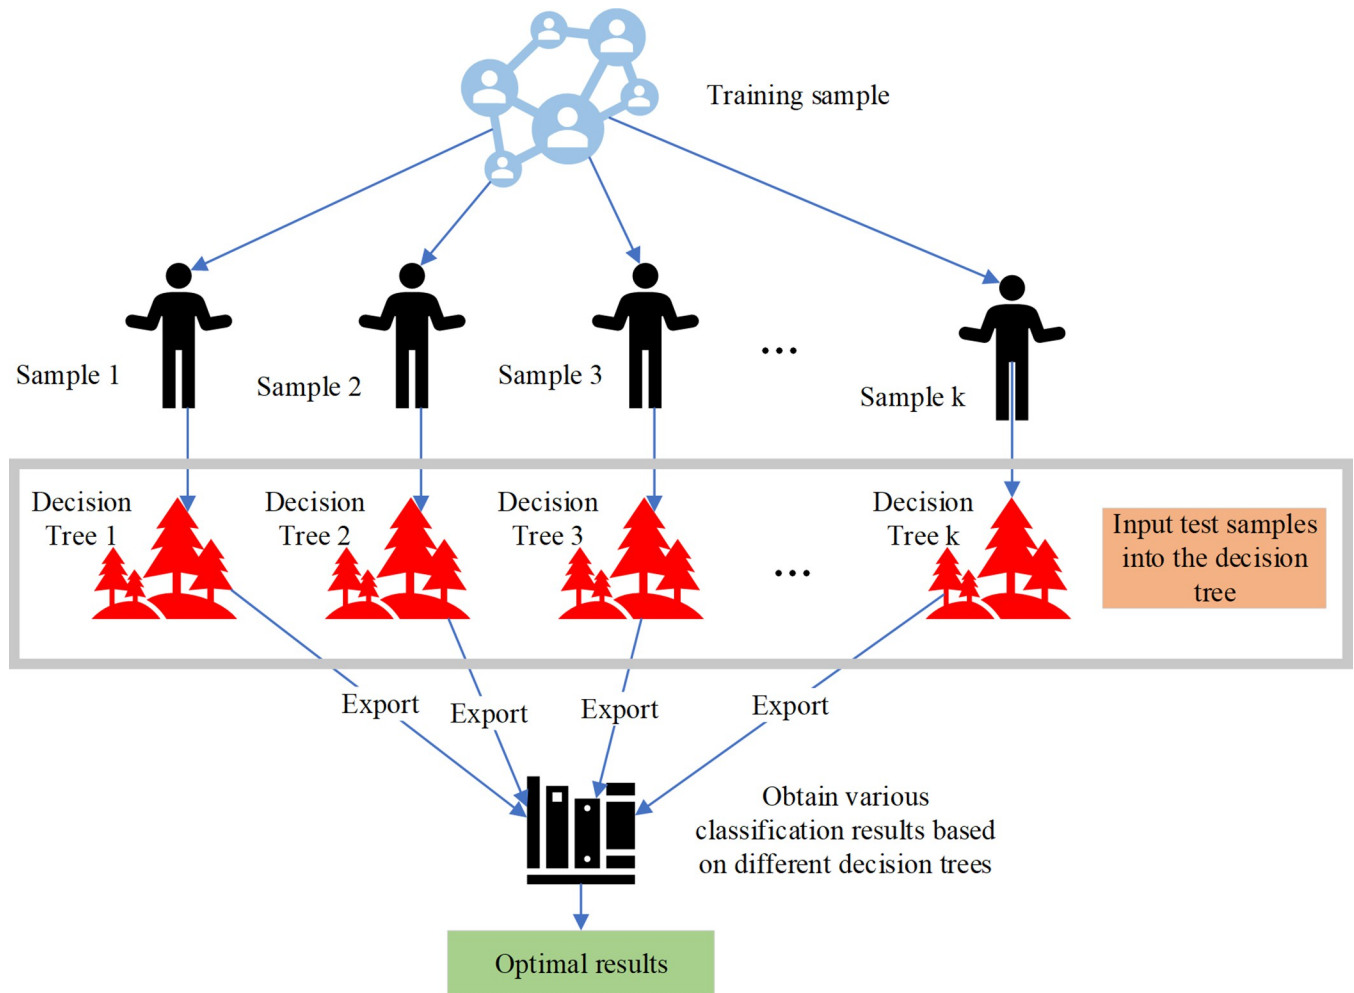 Training sample
Sample 1
Sample 2
Sample 3
...
Sample k
Decision
Tree 1
Decision
Tree 2
Decision
Tree 3
...
Decision
Tree k
Input test samples
into the decision
tree
Export
Export
Export
Export
Obtain various
classification results based
on different decision trees
Optimal results